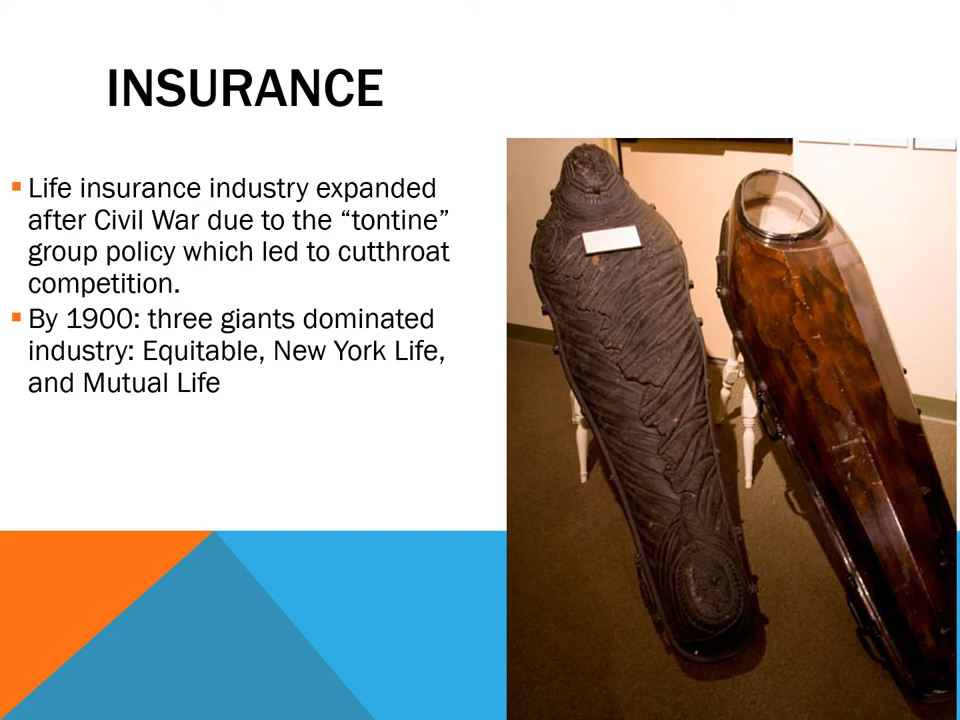 INSURANCE
Life insurance industry expanded
after Civil War due to the “tontine”
group policy which led to cutthroat
competition.
By 1900: three giants dominated
industry: Equitable, New York Life,
and Mutual Life